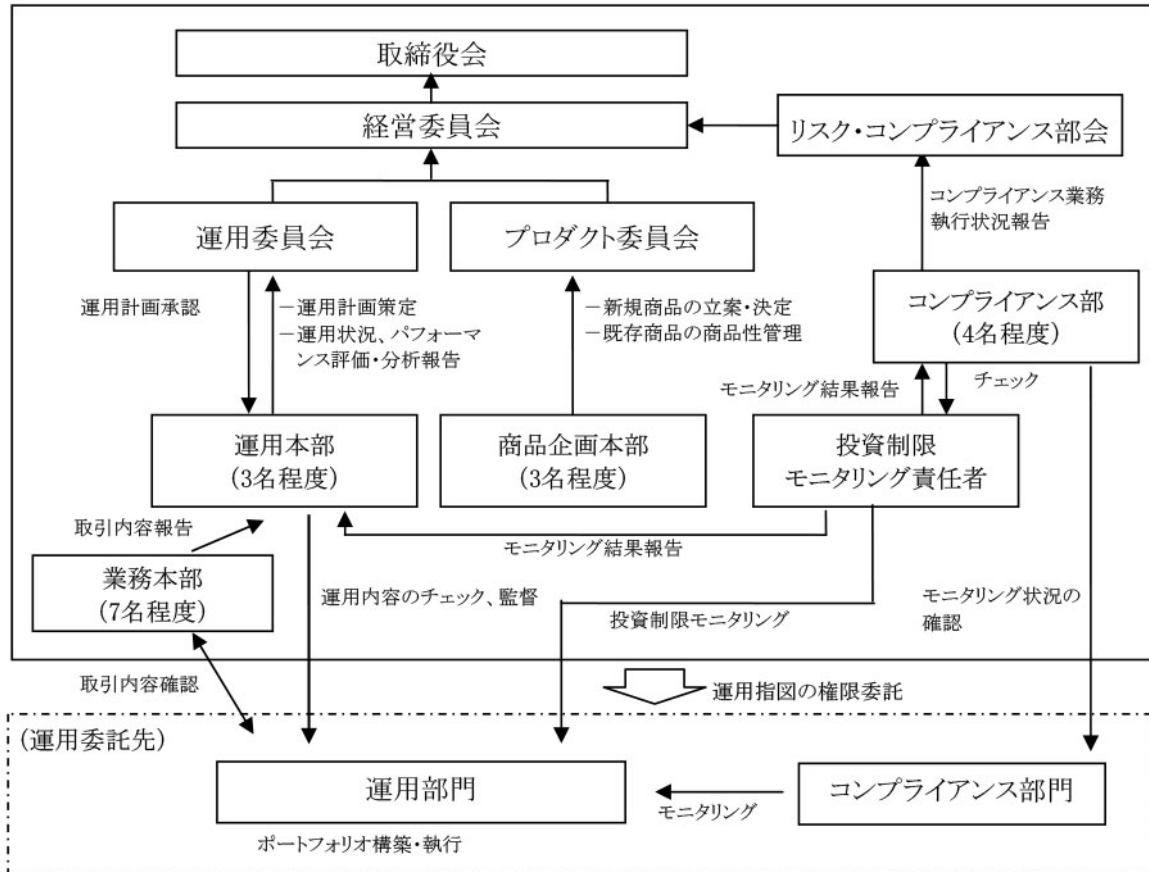 取締役会
経営委員会
リスク・コンプライアンス部会
コンプライアンス業務
執行状況報告
運用委員会
プロダクト委員会
運用計画承認
－運用計画策定
－運用状況、パフォーマ
ンス評価・分析報告
－新規商品の立案・決定
－既存商品の商品性管理
コンプライアンス部
(4名程度)
モニタリング結果報告
チェック
運用本部
(3名程度)
商品企画本部
(3名程度)
投資制限
モニタリング責任者
取引内容報告
モニタリング結果報告
業務本部
(7名程度)
運用内容のチェック、監督
投資制限モニタリング
モニタリング状況の
確認
取引内容確認
運用指図の権限委託
(運用委託先)
運用部門
モニタリング
コンプライアンス部門
ポートフォリオ構築・執行